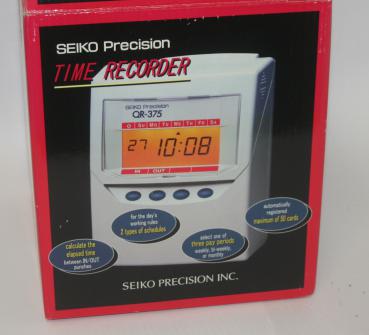 SEIKO Precision
TIME RECORDER
SEIKO Precision
QR-375
Su Mo Tu We Th Fr Sa
27 10:08
IN OUT
for the day's
working rules
2 types of schedules
automatically
registered
maximum of 50 cards
calculate the
elapsed time
between IN/OUT
punches
select one of
three pay periods
weekly, bi-weekly,
or monthly
SEIKO PRECISION INC.